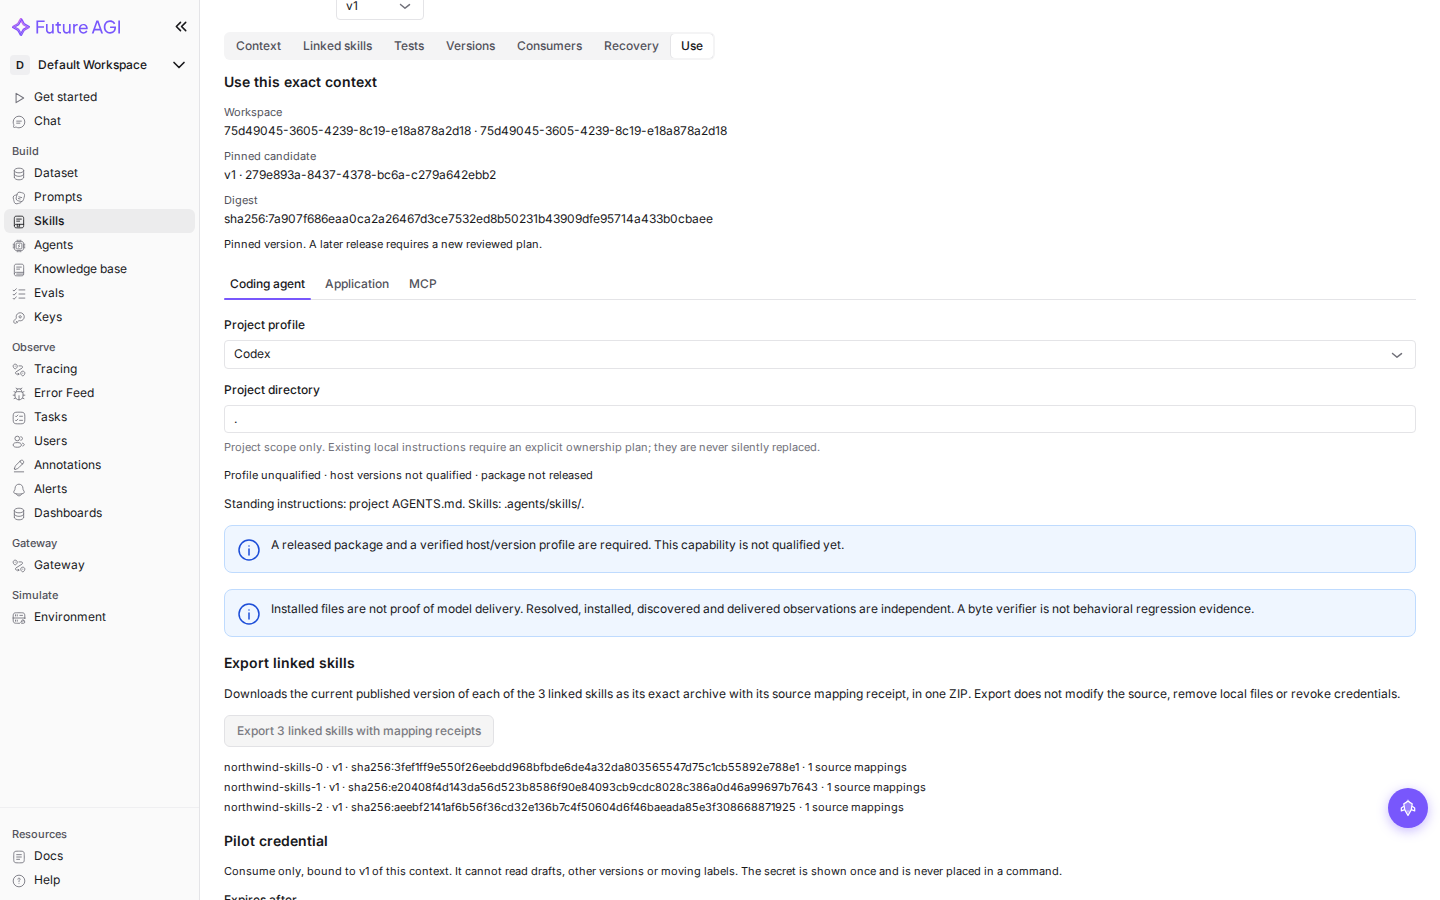 Future AGI
D Default Workspace
Get started
Chat
Build
Dataset
Prompts
Skills
Agents
Knowledge base
Evals
Keys
Observe
Tracing
Error Feed
Tasks
Users
Annotations
Alerts
Dashboards
Gateway
Gateway
Simulate
Environment
Resources
Docs
Help
v1
Context Linked skills Tests Versions Consumers Recovery Use
Use this exact context
Workspace
75d49045-3605-4239-8c19-e18a878a2d18 · 75d49045-3605-4239-8c19-e18a878a2d18
Pinned candidate
v1 · 279e893a-8437-4378-bc6a-c279a642ebb2
Digest
sha256:7a907f686eaa0ca2a26467d3ce7532ed8b50231b43909dfe95714a433b0cbaee
Pinned version. A later release requires a new reviewed plan.
Coding agent Application MCP
Project profile
Codex
Project directory
.
Project scope only. Existing local instructions require an explicit ownership plan; they are never silently replaced.
Profile unqualified · host versions not qualified · package not released
Standing instructions: project AGENTS.md. Skills: .agents/skills/.
A released package and a verified host/version profile are required. This capability is not qualified yet.
Installed files are not proof of model delivery. Resolved, installed, discovered and delivered observations are independent. A byte verifier is not behavioral regression evidence.
Export linked skills
Downloads the current published version of each of the 3 linked skills as its exact archive with its source mapping receipt, in one ZIP. Export does not modify the source, remove local files or revoke credentials.
Export 3 linked skills with mapping receipts
northwind-skills-0 · v1 · sha256:3fef1ff9e550f26eebdd968bfbde6de4a32da803565547d75c1cb55892e788e1 · 1 source mappings
northwind-skills-1 · v1 · sha256:e20408f4d143da56d523b8586f90e84093cb9cdc8028c386a0d46a99697b7643 · 1 source mappings
northwind-skills-2 · v1 · sha256:aeebf2141af6b56f36cd32e136b7c4f50604d6f46baeada85e3f308668871925 · 1 source mappings
Pilot credential
Consume only, bound to v1 of this context. It cannot read drafts, other versions or moving labels. The secret is shown once and is never placed in a command.
Expires after